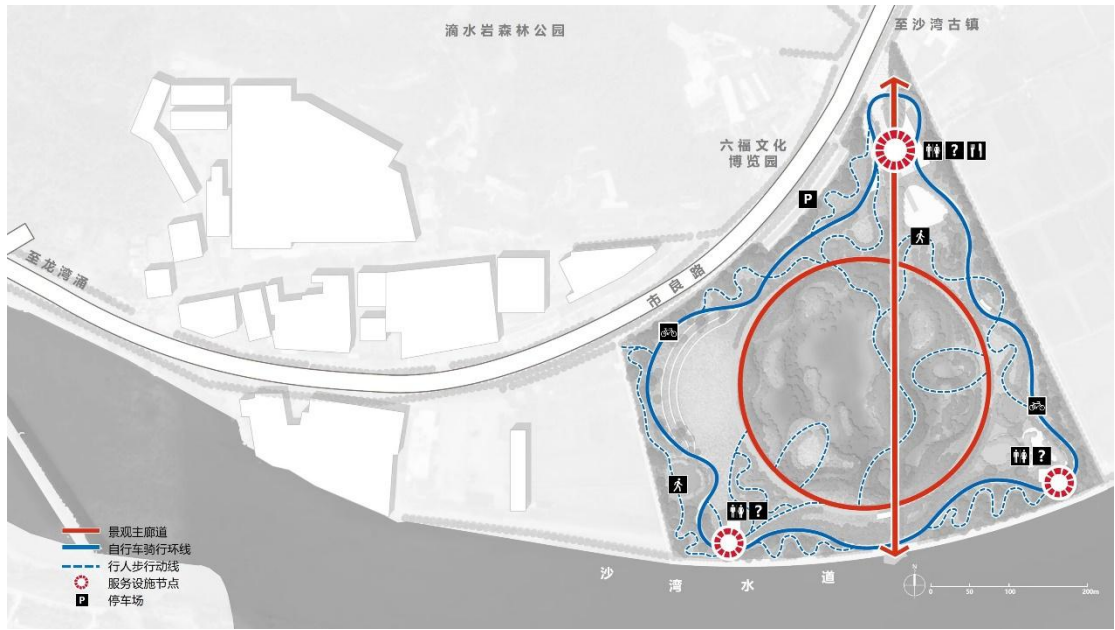 滴水岩森林公园
至沙湾古镇
六福文化
博览园
?
P
至龙湾涌
市良路
?
?
景观主廊道
自行车骑行环线
行人步行动线
服务设施节点
P 停车场
沙湾水道
N
0 50 100 200m